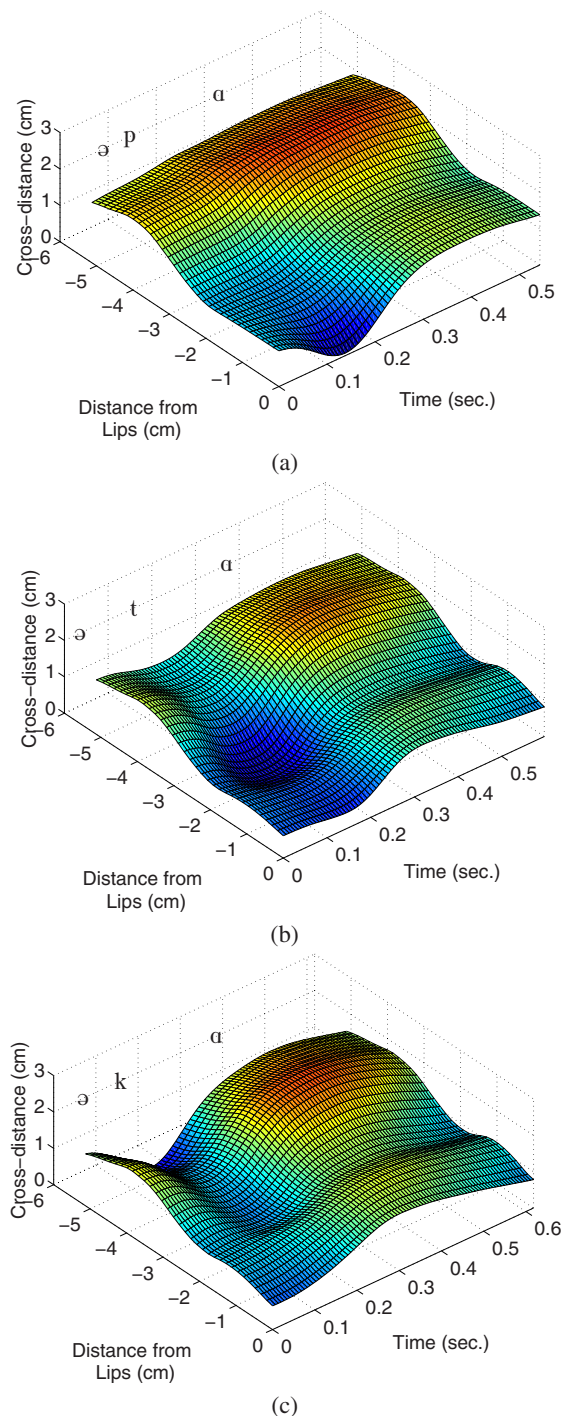 Cross−distance (cm)
3
2
1
0
ə
p
ɑ
−6
−5
−4
−3
−2
−1
0
Distance from
Lips (cm)
0
0.1
0.2
0.3
0.4
0.5
Time (sec.)
(a)
Cross−distance (cm)
3
2
1
0
ə
t
ɑ
−6
−5
−4
−3
−2
−1
0
Distance from
Lips (cm)
0
0.1
0.2
0.3
0.4
0.5
Time (sec.)
(b)
Cross−distance (cm)
3
2
1
0
ə
k
ɑ
−6
−5
−4
−3
−2
−1
0
Distance from
Lips (cm)
0
0.1
0.2
0.3
0.4
0.5
0.6
Time (sec.)
(c)